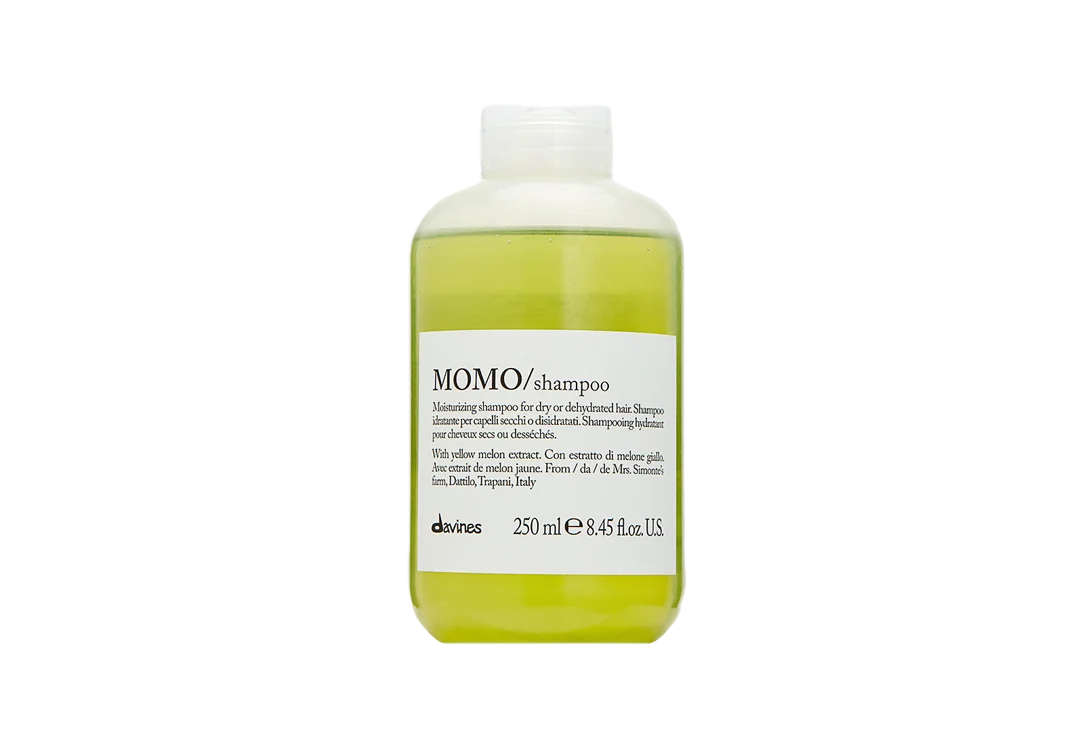 MOMO/shampoo
Moisturizing shampoo for dry or dehydrated hair. Shampoo
idratante per capelli secchi o disidratati. Shampooing hydratant
pour cheveux secs ou desséchés.
With yellow melon extract. Con estratto di melone giallo.
Avec extrait de melon jaune. From / da / de Mrs. Simonte's
farm, Dattilo, Trapani, Italy
davines 250 ml ℮ 8.45 fl.oz. U.S.